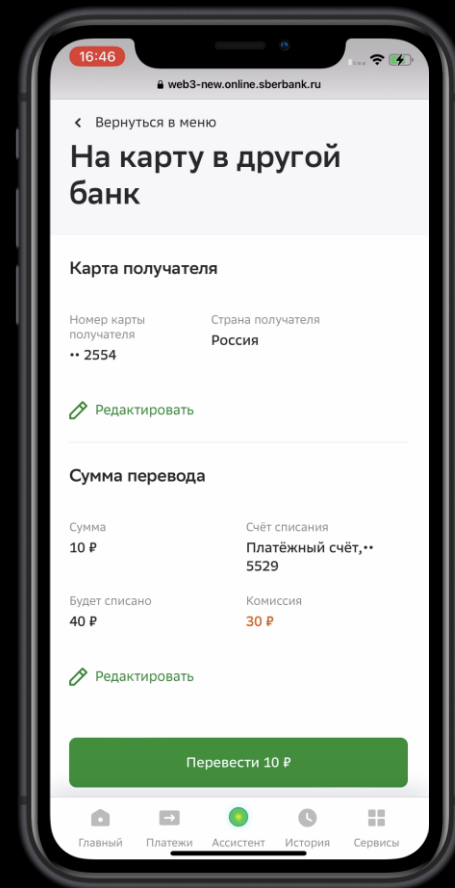 16:46
web3-new.online.sberbank.ru
Вернуться в меню
На карту в другой
банк
Карта получателя
Номер карты
получателя
•• 2554
Страна получателя
Россия
Редактировать
Сумма перевода
Сумма
10 ₽
Счёт списания
Платёжный счёт,••
5529
Будет списано
40 ₽
Комиссия
30 ₽
Редактировать
Перевести 10 ₽
Главный
Платежи
Ассистент
История
Сервисы